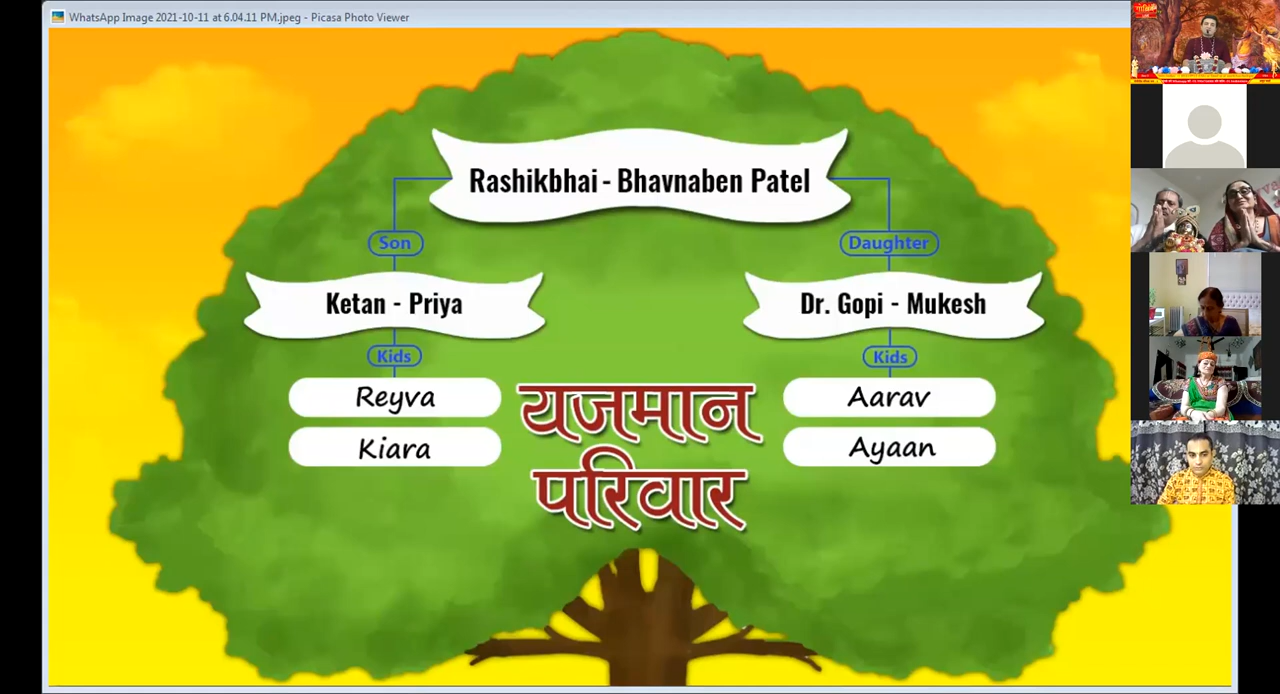 WhatsApp Image 2021-10-11 at 6.04.11 PM.jpeg - Picasa Photo Viewer
Rashikbhai - Bhavnaben Patel
Son
Daughter
Ketan - Priya
Dr. Gopi - Mukesh
Kids
Kids
Reyva
Aarav
Kiara
Ayaan
यजमान
परिवार